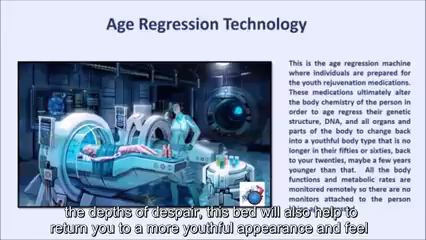 Age Regression Technology
This is the age regression machine
where individuals are prepared for
the youth rejuvenation medications.
These medications ultimately alter
the body chemistry of the person in
order to age regress their genetic
structure, DNA, and all organs and
parts of the body to change back
into a youthful body type that is no
longer in their fifties or sixties, back
to your twenties, maybe a few years
younger than that. All the body
functions and metabolic rates are
monitored remotely so there are no
monitors attached to the person
the depths of despair, this bed will also help to
return you to a more youthful appearance and feel